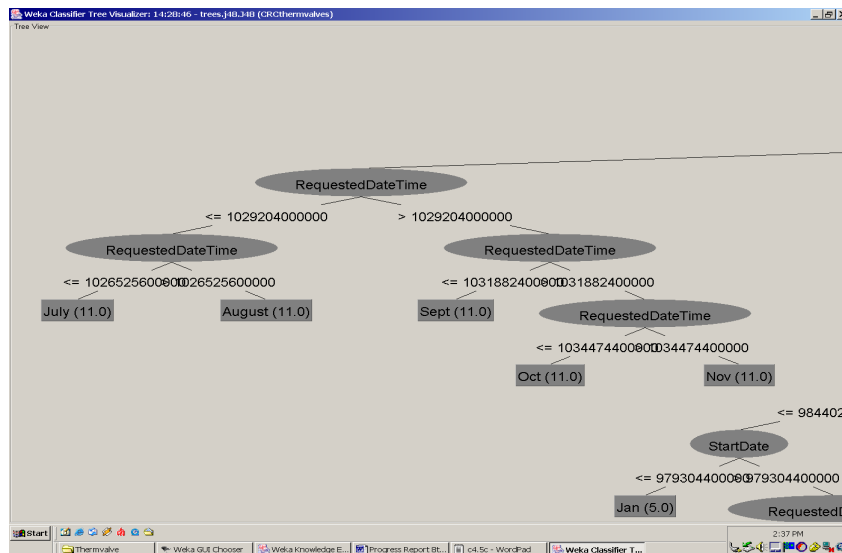 Weka Classifier Tree Visualizer: 14:28:46 - trees.j48.J48 (CRCthermvalves)
Tree View
RequestedDateTime
<= 1029204000000 > 1029204000000
RequestedDateTime RequestedDateTime
<= 1026525600000 > 1026525600000 <= 1031882400000 > 1031882400000
July (11.0) August (11.0) Sept (11.0) RequestedDateTime
<= 1034474400000 > 1034474400000
Oct (11.0) Nov (11.0)
<= 984402
StartDate
<= 979304400000 > 979304400000
Jan (5.0) RequestedD
Start 2:37 PM
Thermvalve Weka GUI Chooser Weka Knowledge E... Progress Report 8t... c4.5c - WordPad Weka Classifier T...